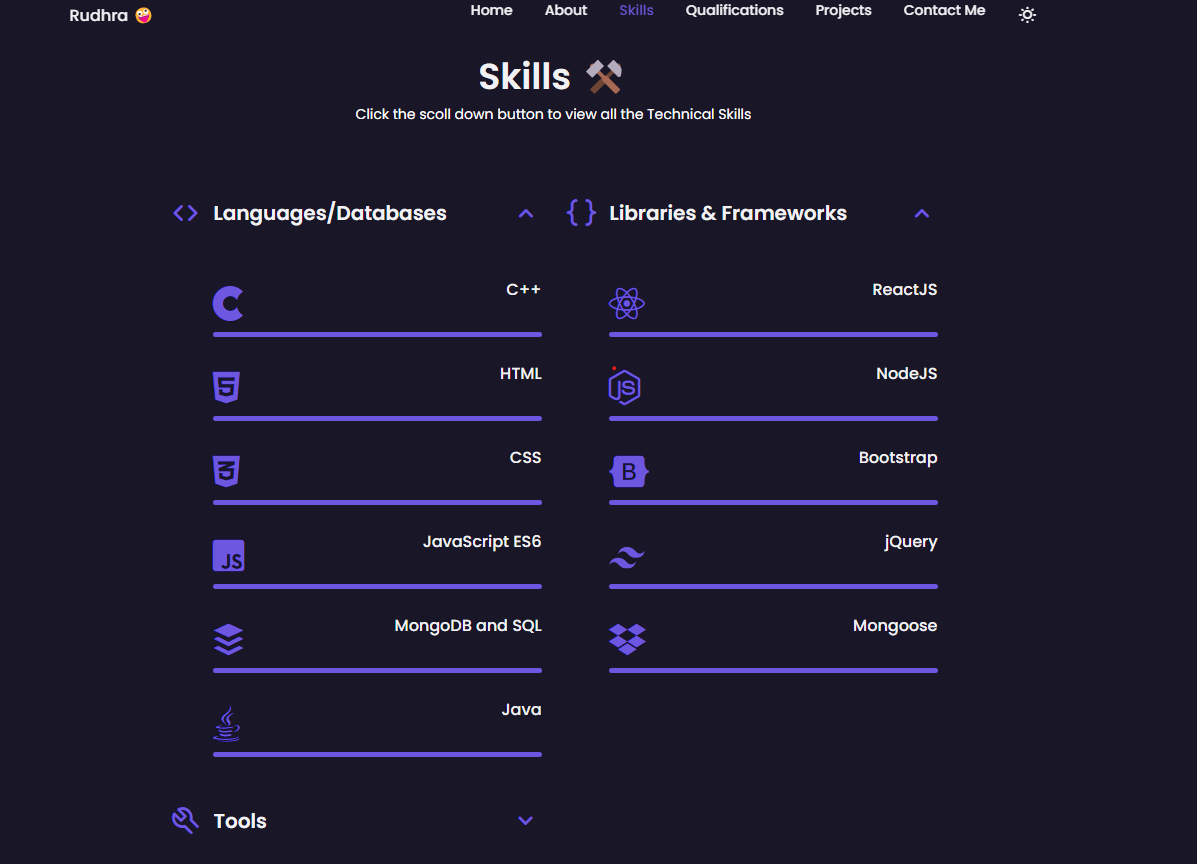 Rudhra
Home About Skills Qualifications Projects Contact Me
Skills
Click the scoll down button to view all the Technical Skills
Languages/Databases
C++
HTML
CSS
JS
JavaScript ES6
MongoDB and SQL
Java
Libraries & Frameworks
ReactJS
JS
NodeJS
B
Bootstrap
jQuery
Mongoose
Tools